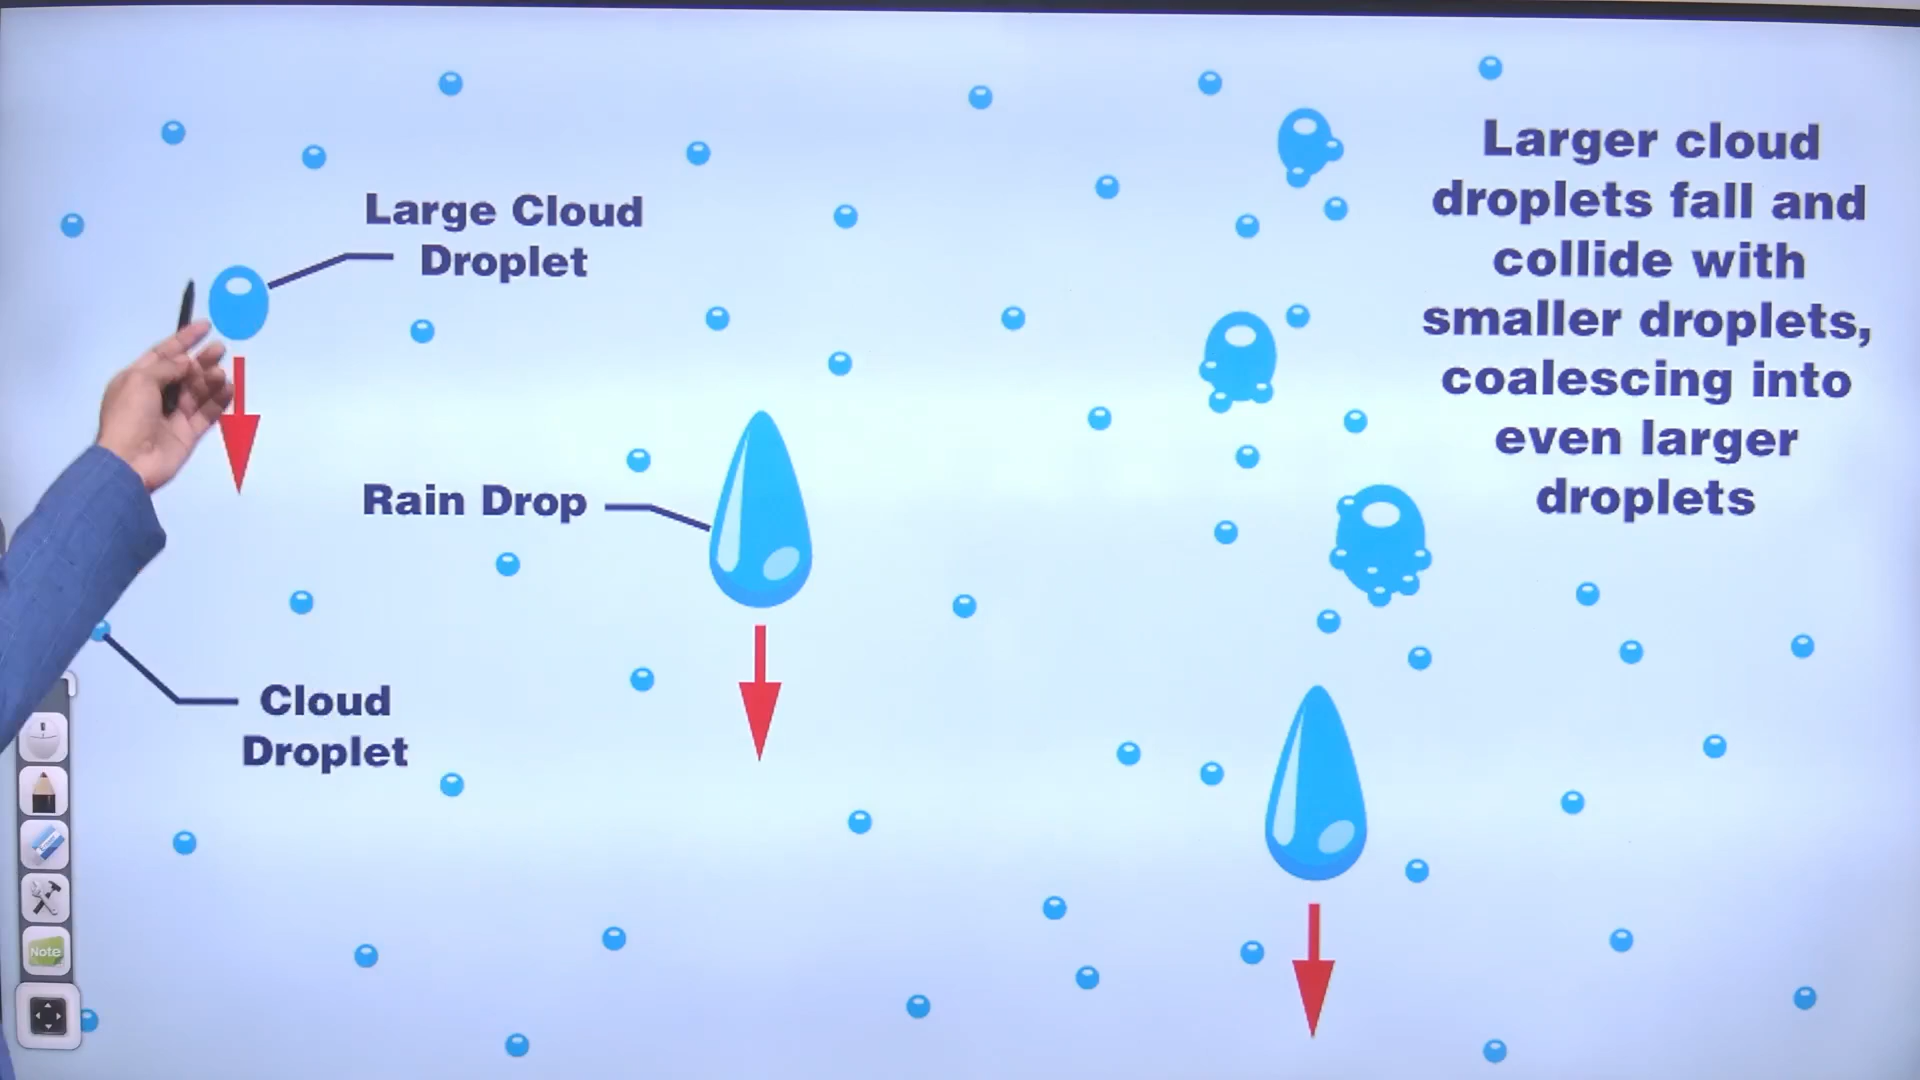 Large Cloud
Droplet
Rain Drop
Cloud
Droplet
Larger cloud
droplets fall and
collide with
smaller droplets,
coalescing into
even larger
droplets
Note